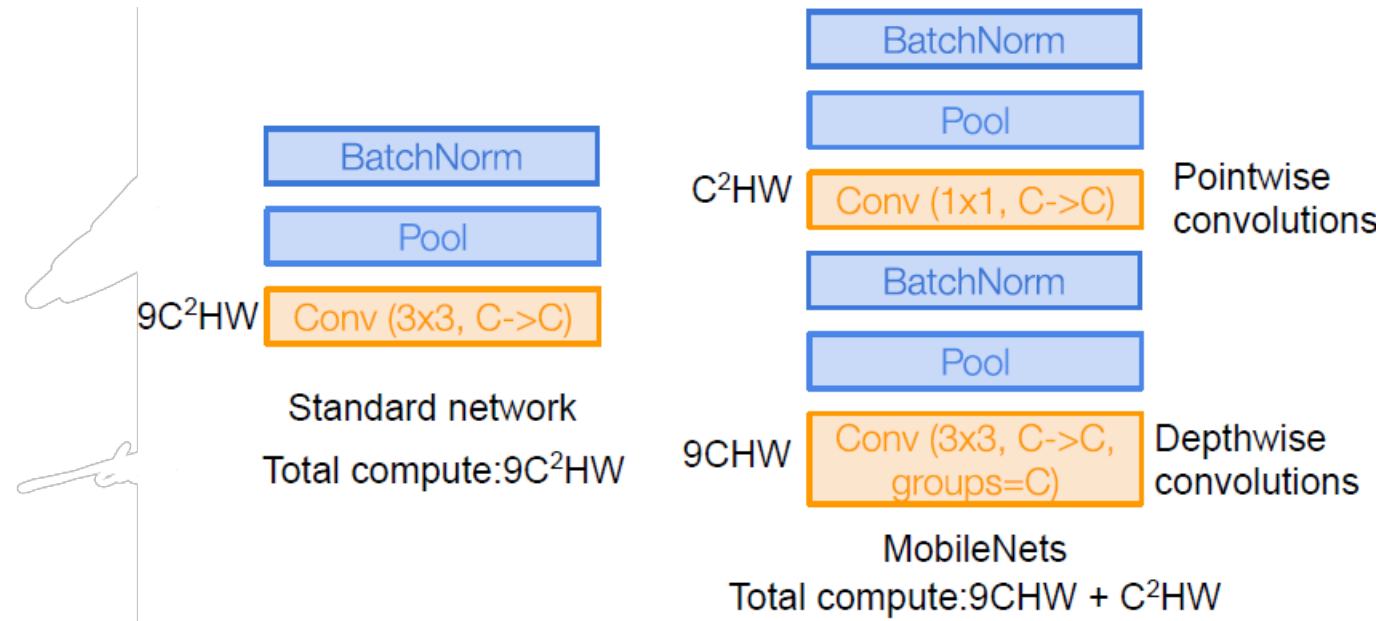 BatchNorm
Pool
9C²HW
Conv (3x3, C->C)
Standard network
Total compute:9C²HW
BatchNorm
Pool
C²HW
Conv (1x1, C->C)
Pointwise
convolutions
BatchNorm
Pool
9CHW
Conv (3x3, C->C,
groups=C)
Depthwise
convolutions
MobileNets
Total compute:9CHW + C²HW